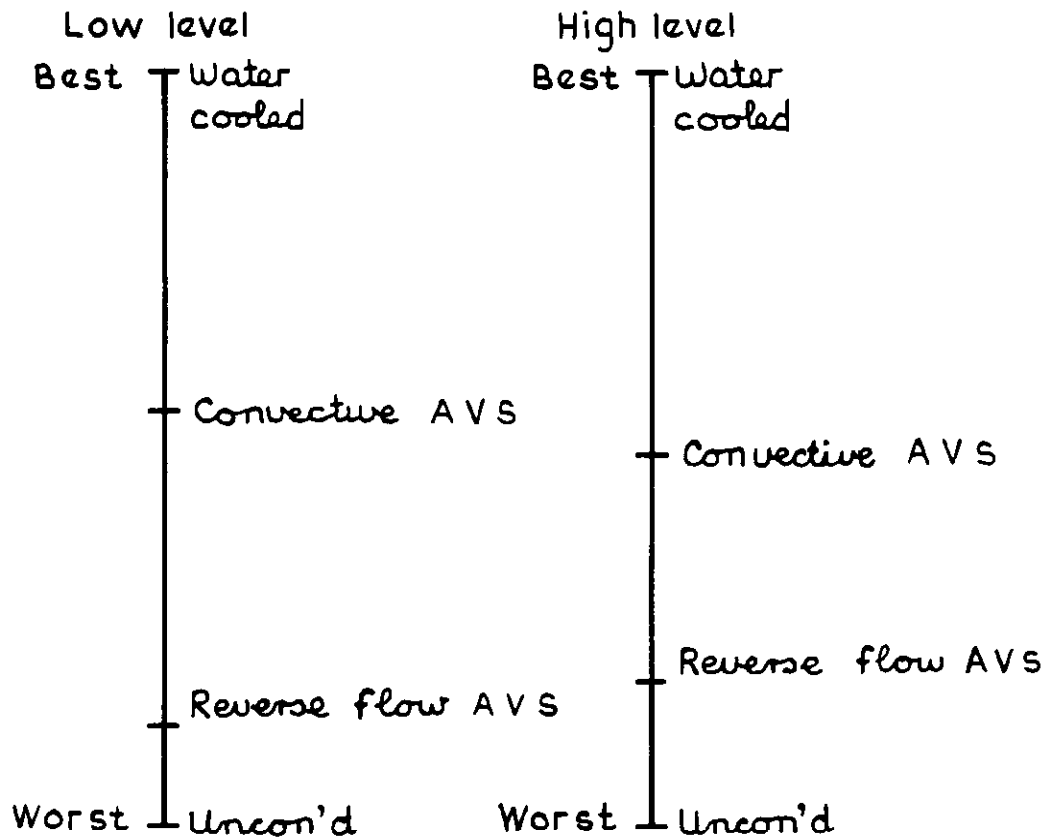 Low level
Best Water
cooled
Convective AVS
Reverse flow AVS
Worst Uncon'd
High level
Best Water
cooled
Convective AVS
Reverse flow AVS
Worst Uncon'd